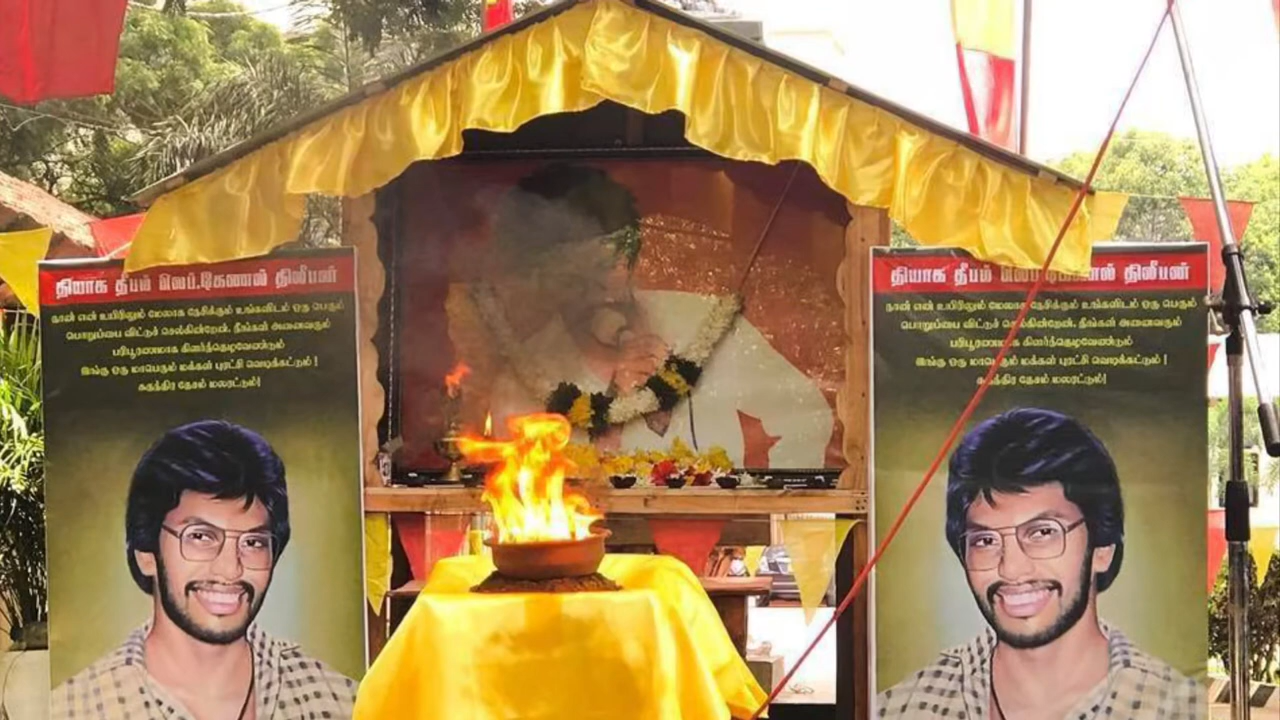 தியாக தீபம் லெப்.கேணல் திலீபன்
நான் என் உயிரிலும் மேலாக நேசிக்கும் உங்களிடம் ஒரு பெரும்
பொறுப்பை விட்டுச் செல்கின்றேன். நீங்கள் அனைவரும்
பரிபூரணமாக கிளர்ந்தெழவேண்டும்
இங்கு ஒரு மாபெரும் மக்கள் புரட்சி வெடிக்கட்டும் !
சுதந்திர தேசம் மலரட்டும்!
தியாக தீபம் லெப்.கேணல் திலீபன்
நான் என் உயிரிலும் மேலாக நேசிக்கும் உங்களிடம் ஒரு பெரும்
பொறுப்பை விட்டுச் செல்கின்றேன். நீங்கள் அனைவரும்
பரிபூரணமாக கிளர்ந்தெழவேண்டும்
இங்கு ஒரு மாபெரும் மக்கள் புரட்சி வெடிக்கட்டும் !
சுதந்திர தேசம் மலரட்டும்!